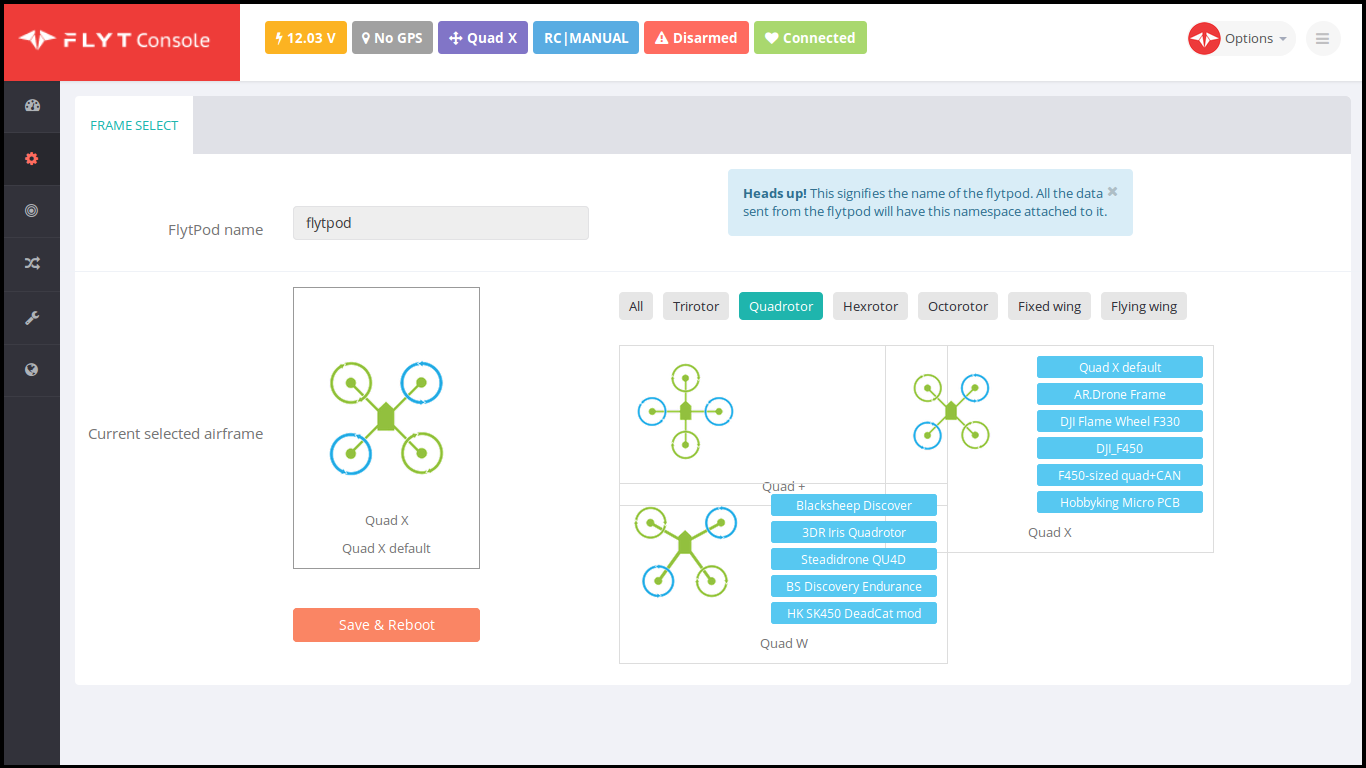 FLYT Console
12.03 V
No GPS
Quad X
RC|MANUAL
Disarmed
Connected
Options
FRAME SELECT
FlytPod name
flytpod
Heads up! This signifies the name of the flytpod. All the data
sent from the flytpod will have this namespace attached to it.
Current selected airframe
Quad X
Quad X default
Save & Reboot
All
Trirotor
Quadrotor
Hexrotor
Octorotor
Fixed wing
Flying wing
Quad +
Quad X default
AR.Drone Frame
DJI Flame Wheel F330
DJI_F450
F450-sized quad+CAN
Hobbyking Micro PCB
Quad X
Blacksheep Discover
3DR Iris Quadrotor
Steadidrone QU4D
BS Discovery Endurance
HK SK450 DeadCat mod
Quad W